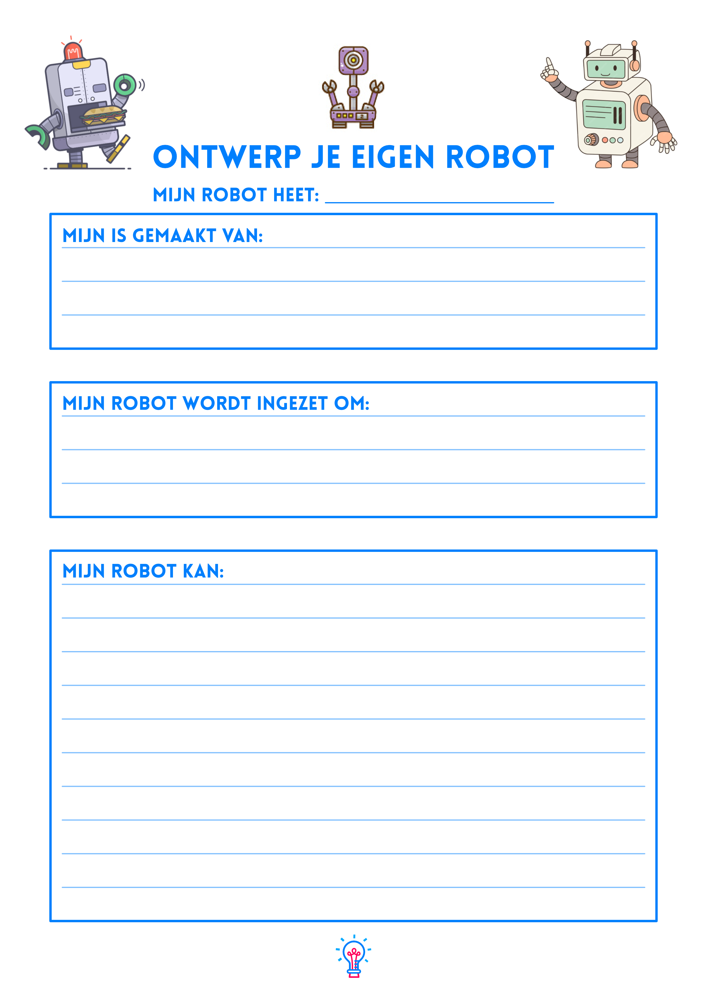 ONTWERP JE EIGEN ROBOT
MIJN ROBOT HEET:
MIJN IS GEMAAKT VAN:
MIJN ROBOT WORDT INGEZET OM:
MIJN ROBOT KAN: